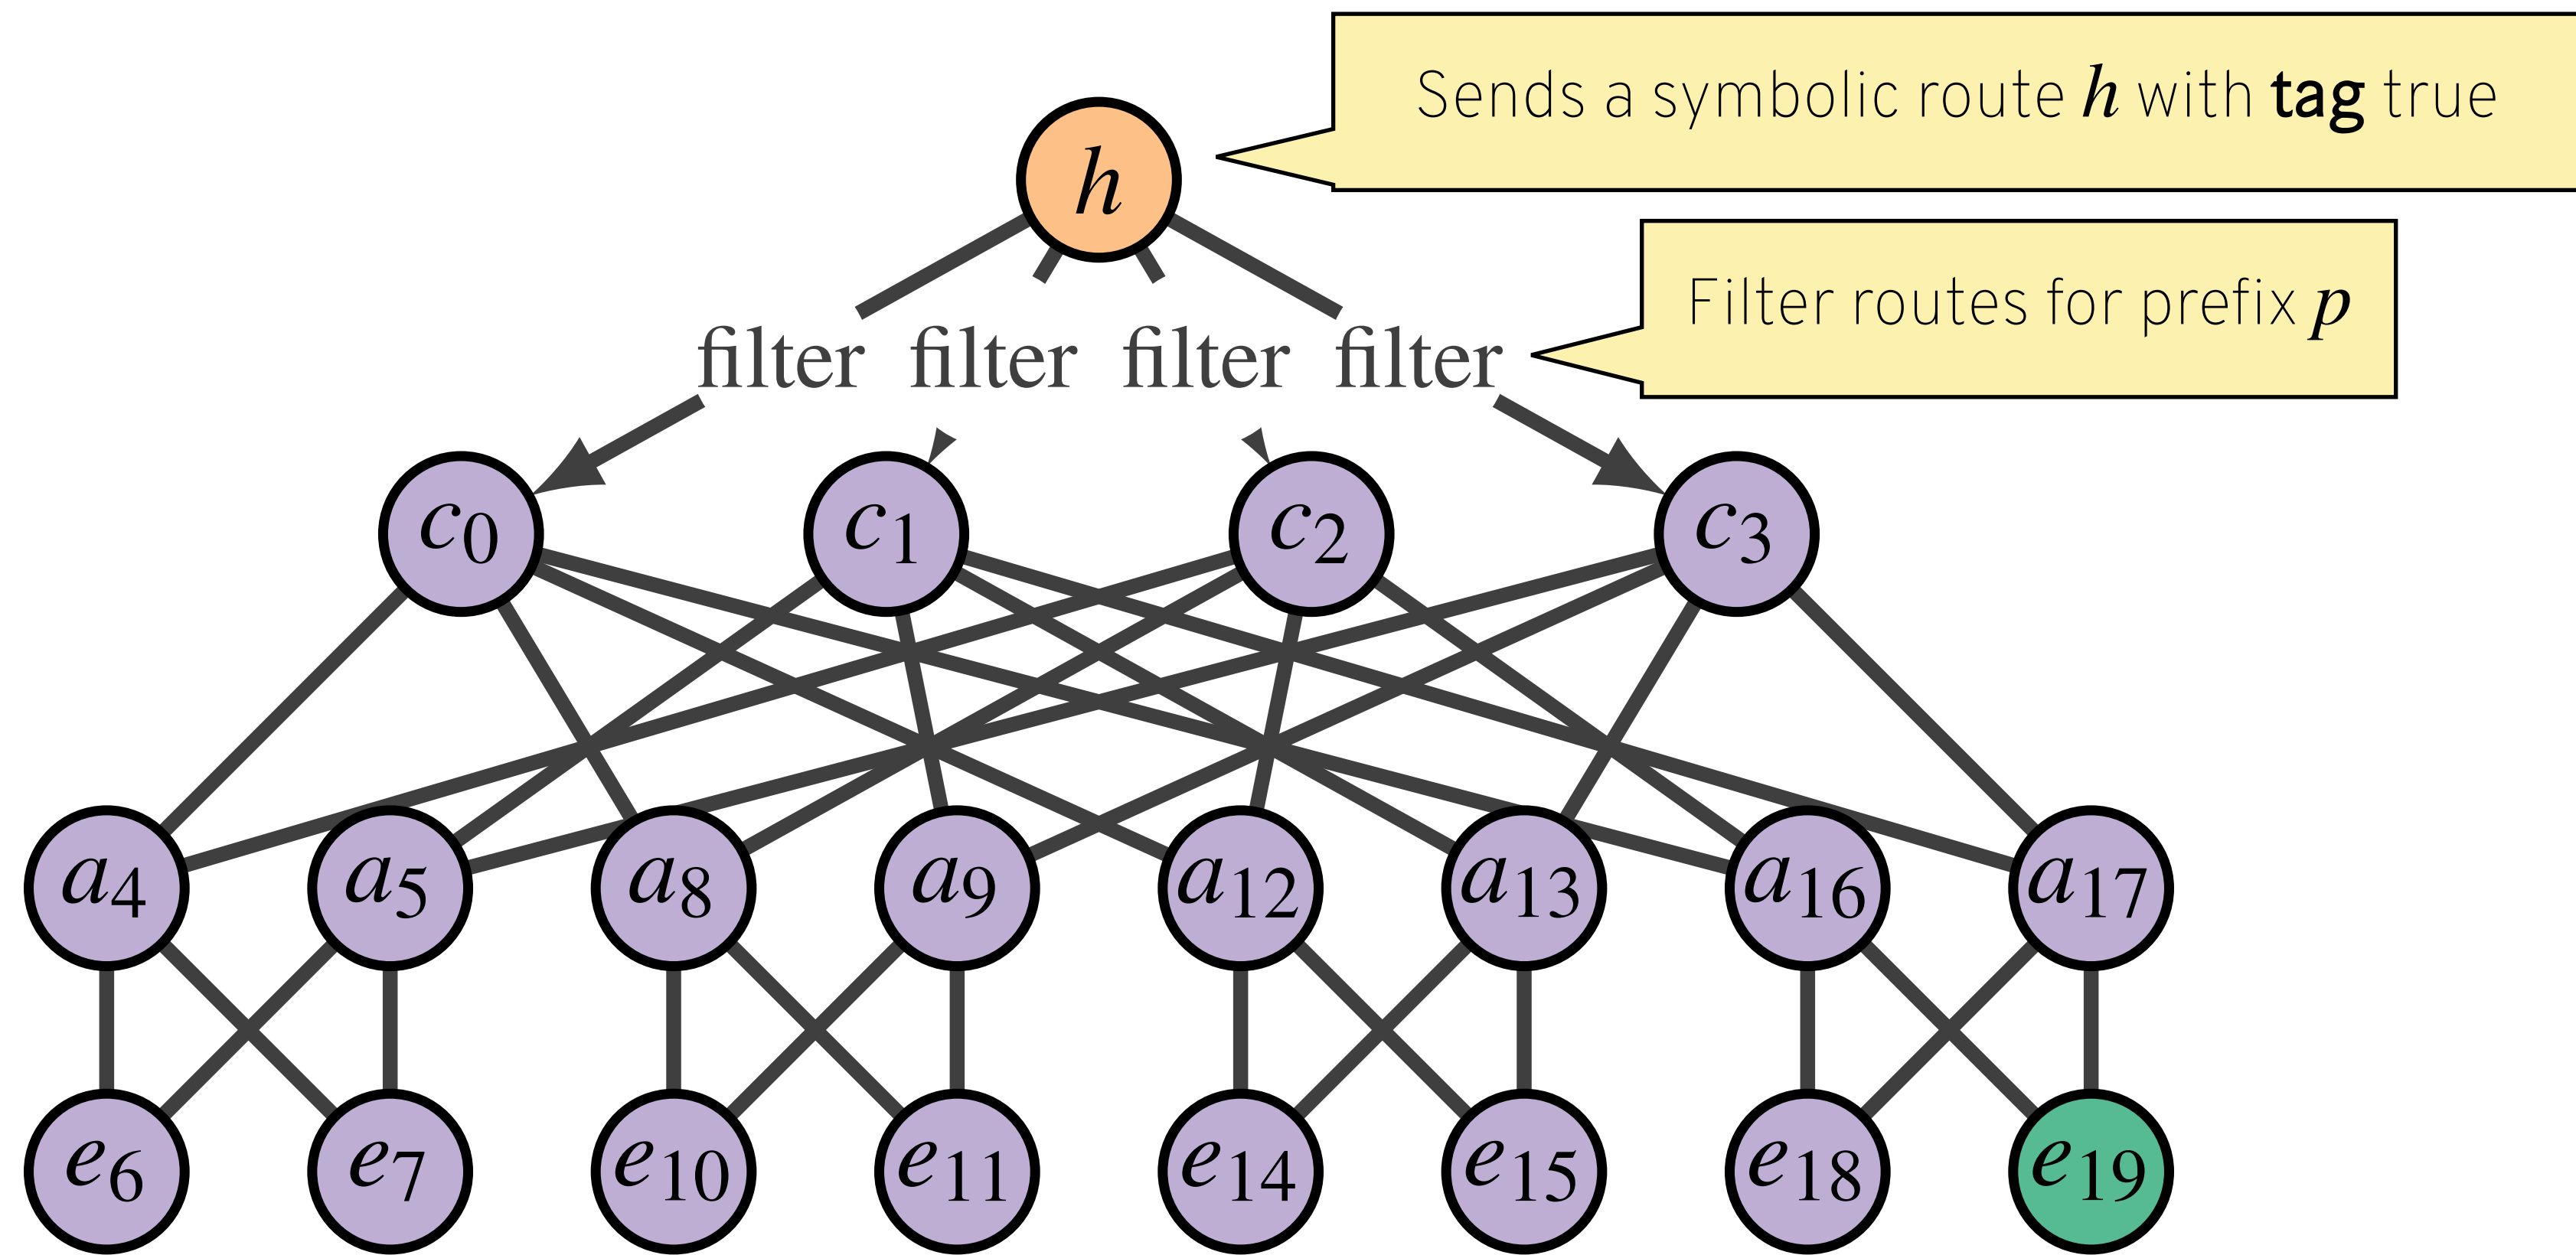 Sends a symbolic route h with tag true
h
Filter routes for prefix p
filter filter filter filter
c0 c1 c2 c3
a4 a5 a8 a9 a12 a13 a16 a17
e6 e7 e10 e11 e14 e15 e18 e19